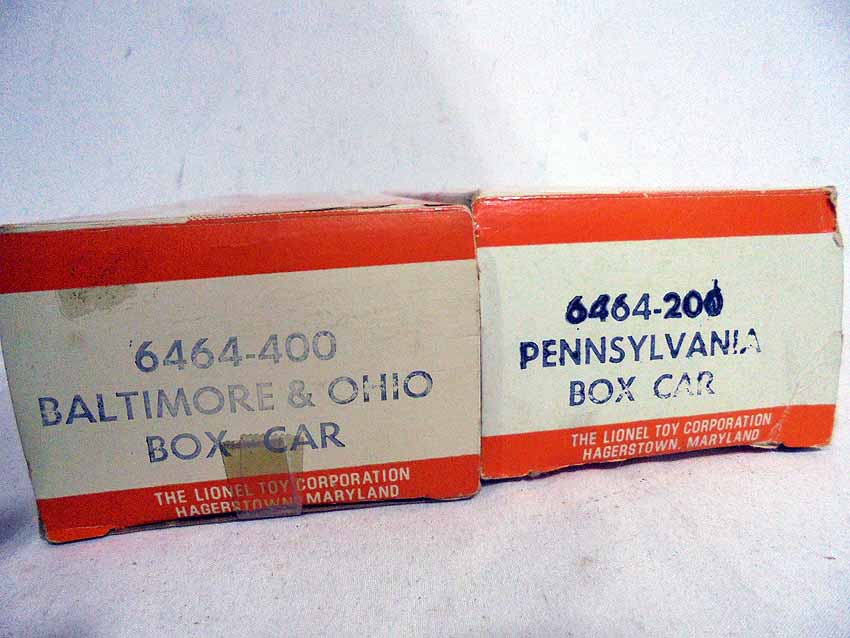 6464-400
BALTIMORE & OHIO
BOX CAR
THE LIONEL TOY CORPORATION
HAGERSTOWN, MARYLAND
6464-200
PENNSYLVANIA
BOX CAR
THE LIONEL TOY CORPORATION
HAGERSTOWN, MARYLAND